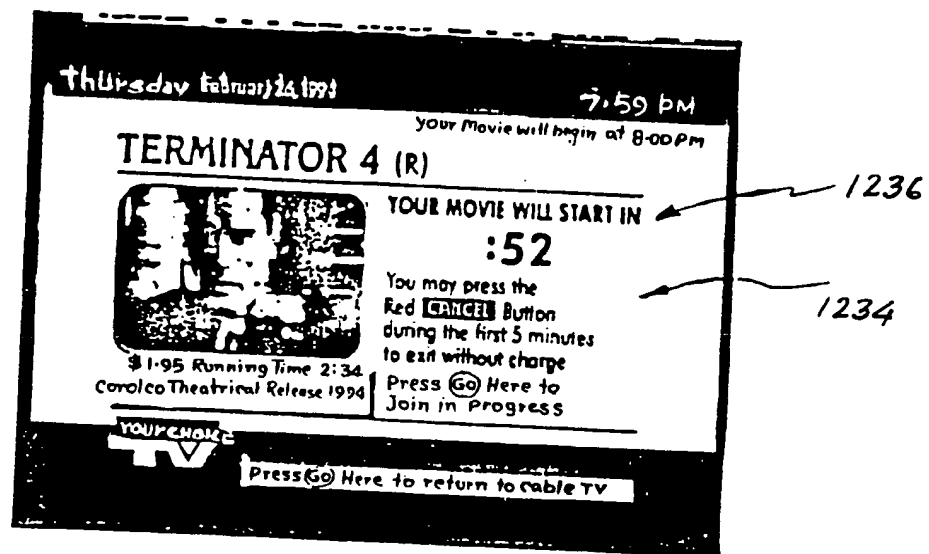 Thursday February 1993
7:59 PM
your Movie will begin at 8-00 PM
TERMINATOR 4 (R)
1236
YOUR MOVIE WILL START IN
:52
1234
You may press the
Red CANCEL Button
during the first 5 minutes
to exit without charge
$1.95 Running Time 2:34
Corolco Theatrical Release 1994
Press Go Here to
Join in Progress
YOUR CHOICE
TV
Press Go Here to return to cable TV